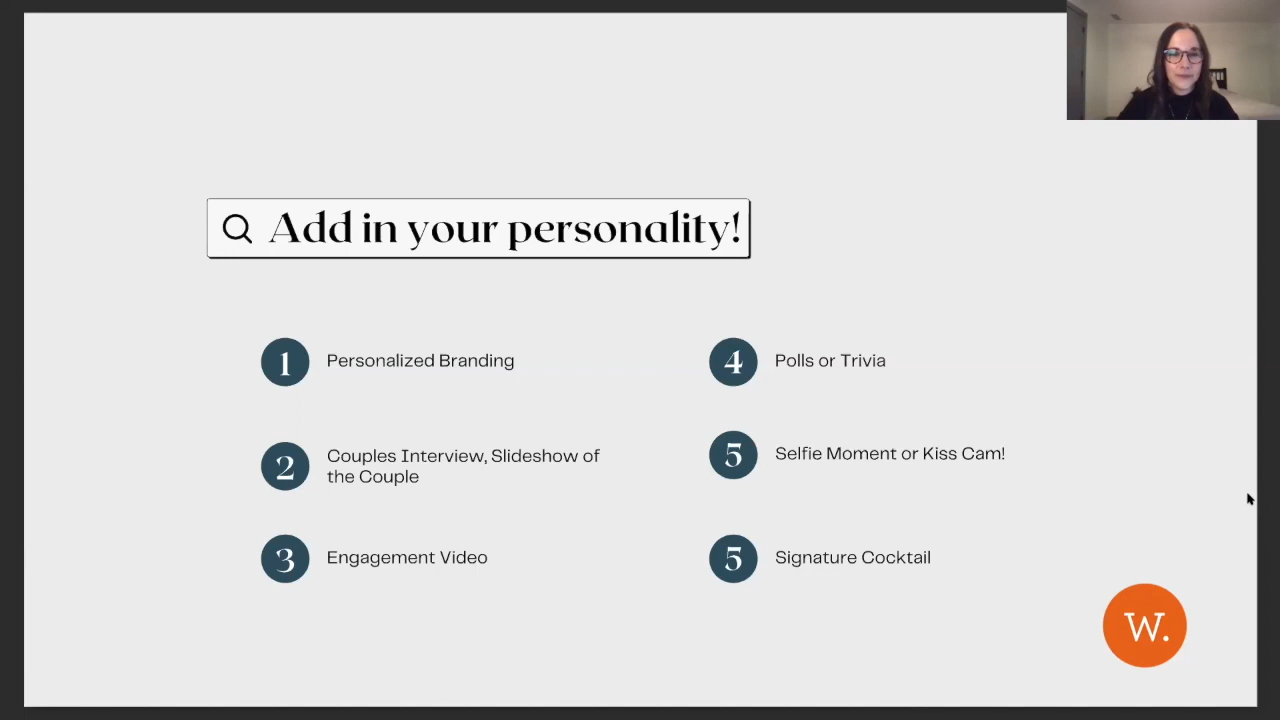 Add in your personality!
1 Personalized Branding
2 Couples Interview, Slideshow of
the Couple
3 Engagement Video
4 Polls or Trivia
5 Selfie Moment or Kiss Cam!
5 Signature Cocktail
W.